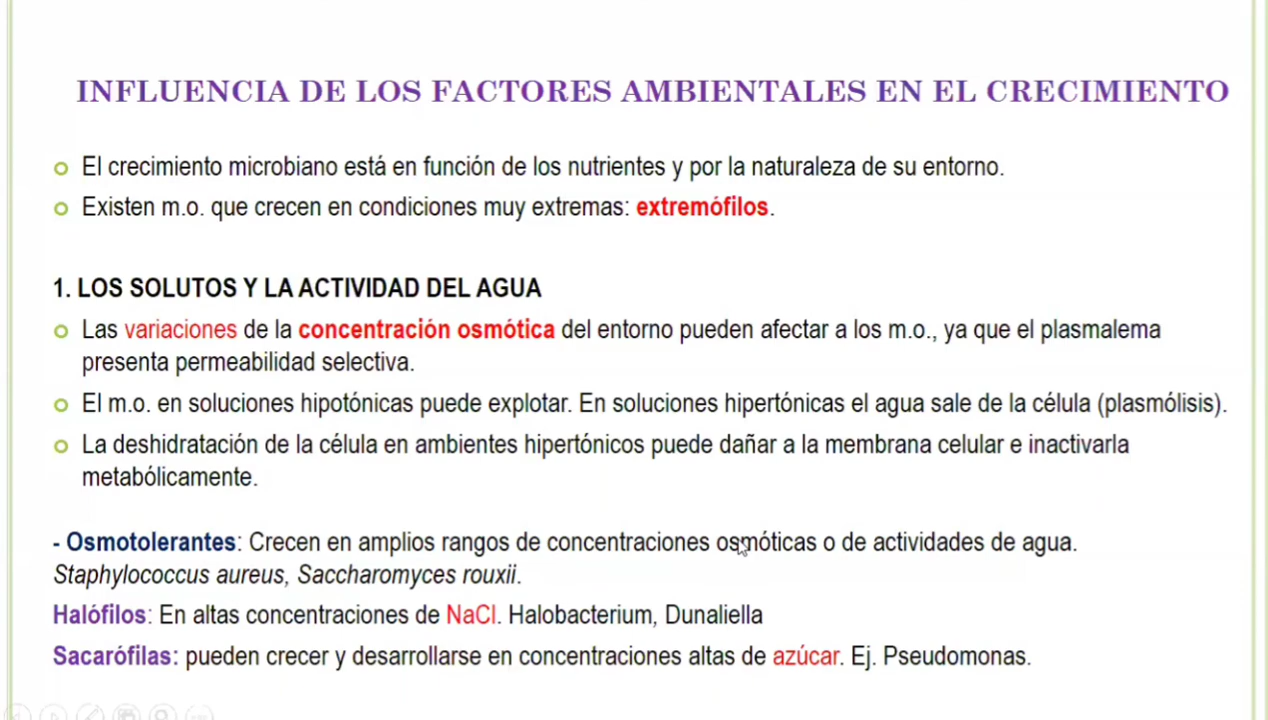 INFLUENCIA DE LOS FACTORES AMBIENTALES EN EL CRECIMIENTO
El crecimiento microbiano está en función de los nutrientes y por la naturaleza de su entorno.
Existen m.o. que crecen en condiciones muy extremas: extremófilos.
1. LOS SOLUTOS Y LA ACTIVIDAD DEL AGUA
Las variaciones de la concentración osmótica del entorno pueden afectar a los m.o., ya que el plasmalema
presenta permeabilidad selectiva.
El m.o. en soluciones hipotónicas puede explotar. En soluciones hipertónicas el agua sale de la célula (plasmólisis).
La deshidratación de la célula en ambientes hipertónicos puede dañar a la membrana celular e inactivarla
metabólicamente.
- Osmotolerantes: Crecen en amplios rangos de concentraciones osmóticas o de actividades de agua.
Staphylococcus aureus, Saccharomyces rouxii.
Halófilos: En altas concentraciones de NaCl. Halobacterium, Dunaliella
Sacarófilas: pueden crecer y desarrollarse en concentraciones altas de azúcar. Ej. Pseudomonas.